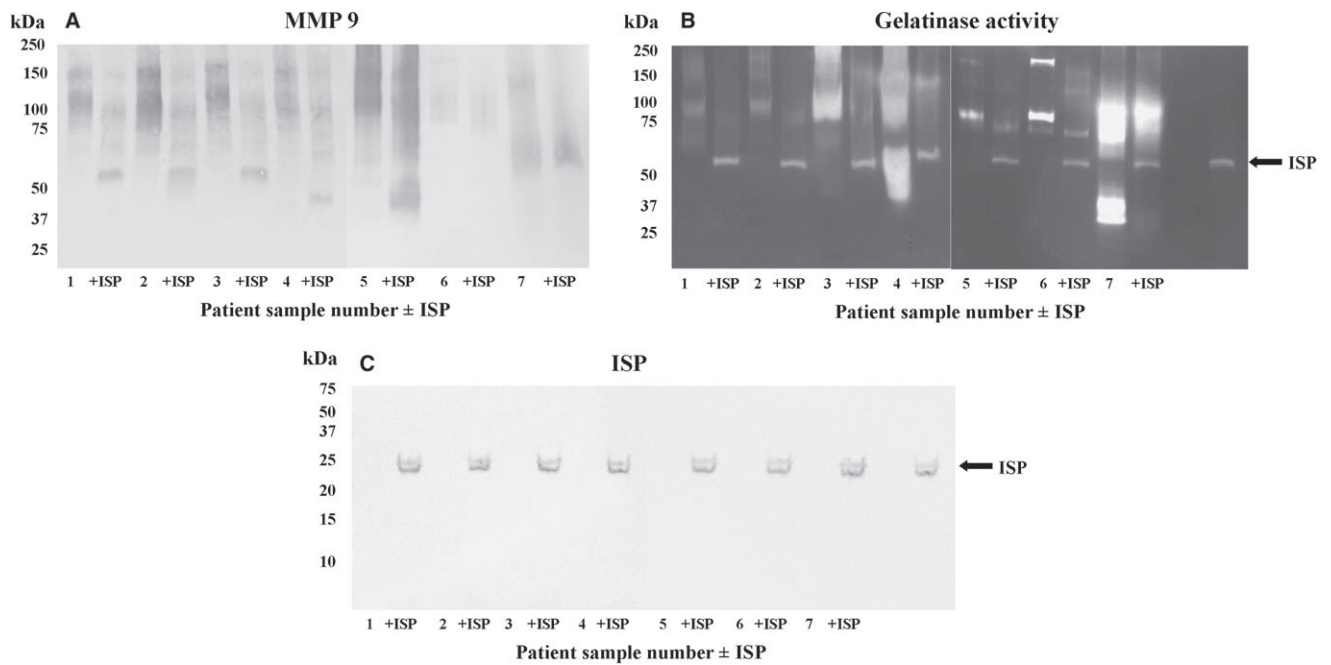 kDa A MMP 9
250
150
100
75
50
37
25
1 +ISP 2 +ISP 3 +ISP 4 +ISP 5 +ISP 6 +ISP 7 +ISP
Patient sample number ± ISP
kDa B Gelatinase activity
250
150
100
75
50
37
25
ISP
1 +ISP 2 +ISP 3 +ISP 4 +ISP 5 +ISP 6 +ISP 7 +ISP
Patient sample number ± ISP
kDa C ISP
75
50
37
25
20
15
10
ISP
1 +ISP 2 +ISP 3 +ISP 4 +ISP 5 +ISP 6 +ISP 7 +ISP
Patient sample number ± ISP